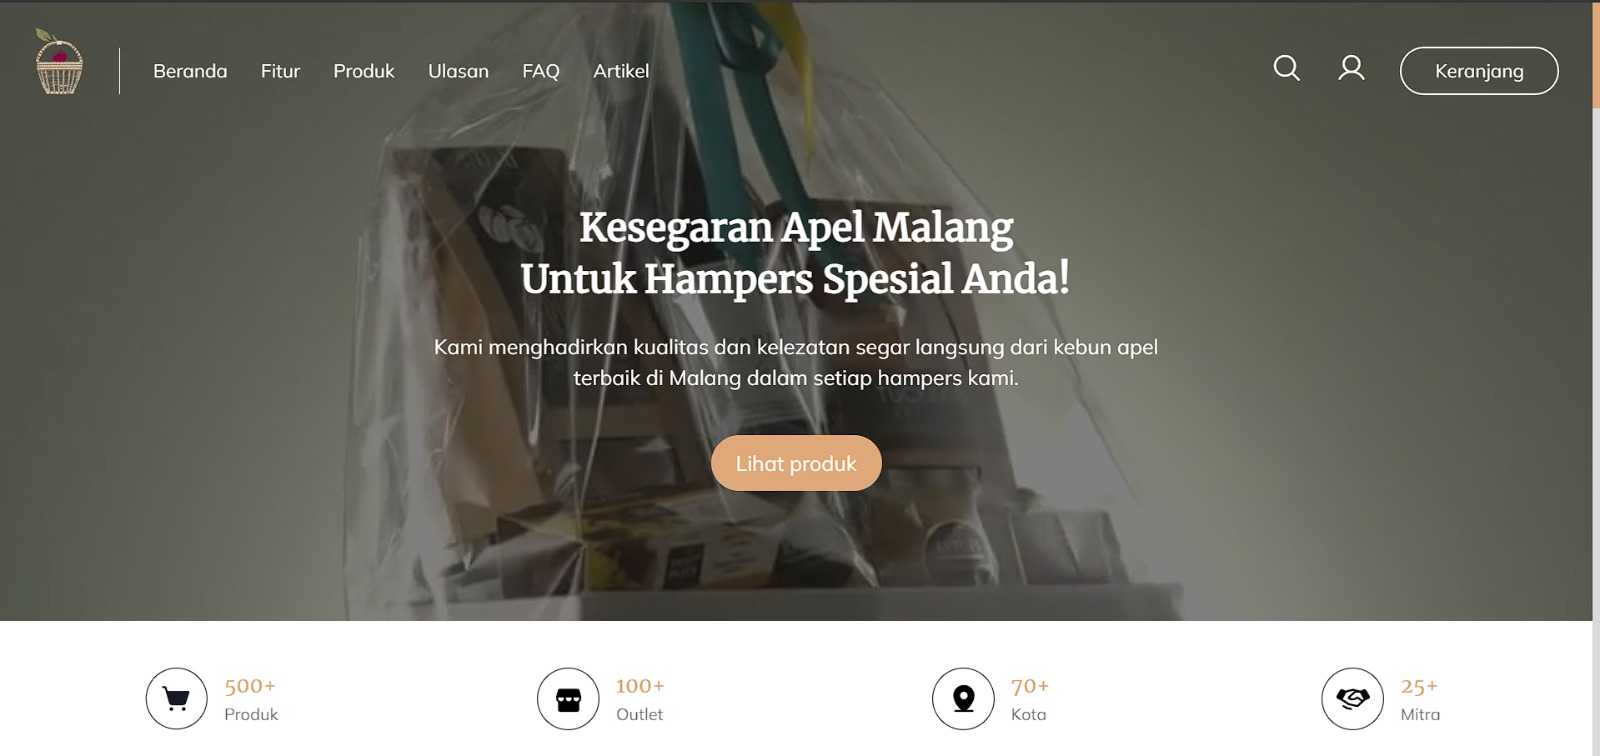 Beranda
Fitur
Produk
Ulasan
FAQ
Artikel
Keranjang
Kesegaran Apel Malang
Untuk Hampers Spesial Anda!
Kami menghadirkan kualitas dan kelezatan segar langsung dari kebun apel
terbaik di Malang dalam setiap hampers kami.
Lihat produk
500+
Produk
100+
Outlet
70+
Kota
25+
Mitra